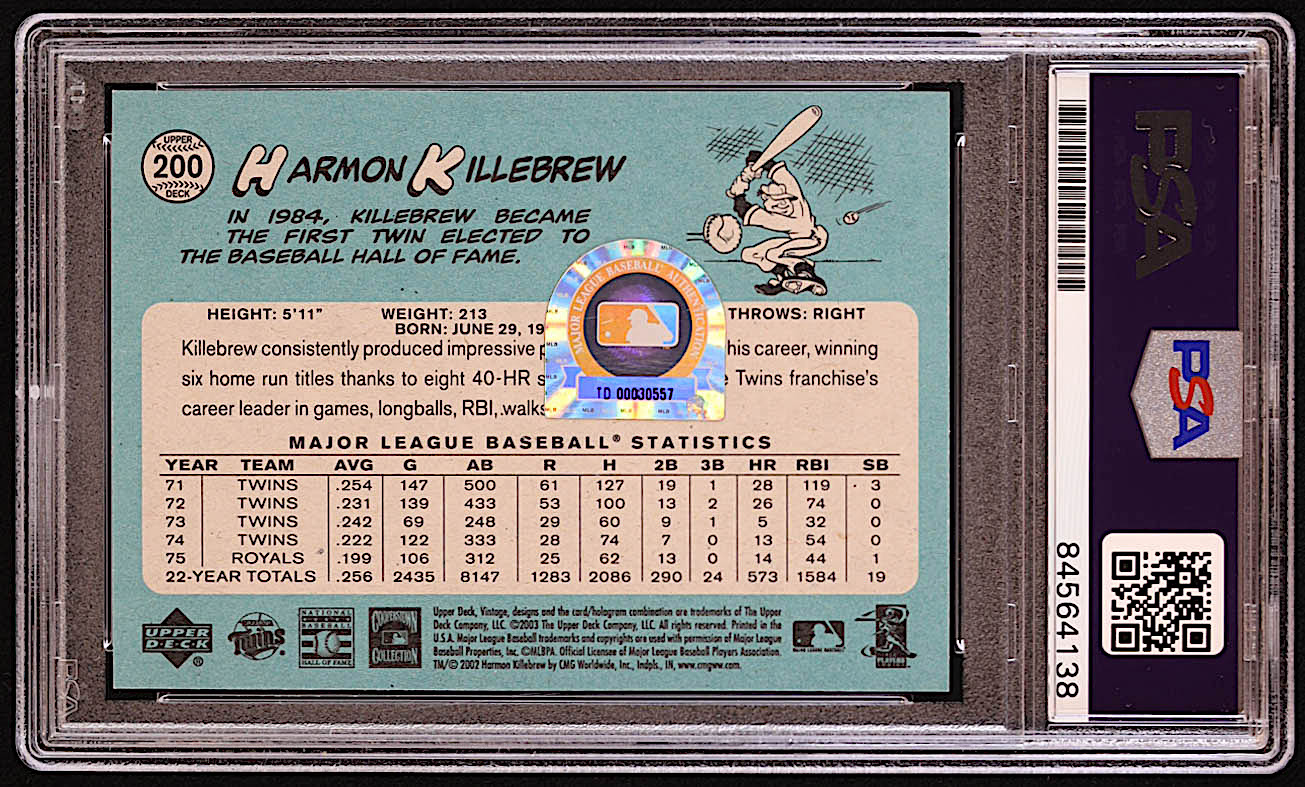 UPPER
200
DECK
HARMON KILLEBREW
IN 1984, KILLEBREW BECAME
THE FIRST TWIN ELECTED TO
THE BASEBALL HALL OF FAME.
HEIGHT: 5'11" WEIGHT: 213 THROWS: RIGHT
BORN: JUNE 29, 19
Killebrew consistently produced impressive his career, winning
six home run titles thanks to eight 40-HR Twins franchise's
career leader in games, longballs, RBI, walks
MAJOR LEAGUE BASEBALL AUTHENTICATION
TD 00030557
MAJOR LEAGUE BASEBALL® STATISTICS
YEAR TEAM AVG G AB R H 2B 3B HR RBI SB
71 TWINS .254 147 500 61 127 19 1 28 119 3
72 TWINS .231 139 433 53 100 13 2 26 74 0
73 TWINS .242 69 248 29 60 9 1 5 32 0
74 TWINS .222 122 333 28 74 7 0 13 54 0
75 ROYALS .199 106 312 25 62 13 0 14 44 1
22-YEAR TOTALS .256 2435 8147 1283 2086 290 24 573 1584 19
UPPER
DECK
®
Twins
NATIONAL
BASEBALL
HALL OF FAME
COOPERSTOWN
COLLECTION
Upper Deck, Vintage, designs and the card/hologram combination are trademarks of The Upper
Deck Company, LLC. ©2003 The Upper Deck Company, LLC. All rights reserved. Printed in the
U.S.A. Major League Baseball trademarks and copyrights are used with permission of Major League
Baseball Properties, Inc. ©MLBPA. Official Licensee of Major League Baseball Players Association.
TM/© 2002 Harmon Killebrew by CMG Worldwide, Inc., Indpls., IN, www.cmgww.com.
MAJOR LEAGUE BASEBALL
PSA
PSA
84564138